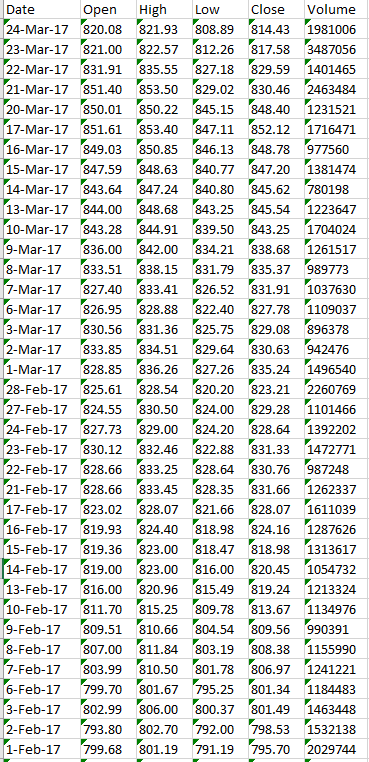 Date Open High Low Close Volume
24-Mar-17 820.08 821.93 808.89 814.43 1981006
23-Mar-17 821.00 822.57 812.26 817.58 3487056
22-Mar-17 831.91 835.55 827.18 829.59 1401465
21-Mar-17 851.40 853.50 829.02 830.46 2463484
20-Mar-17 850.01 850.22 845.15 848.40 1231521
17-Mar-17 851.61 853.40 847.11 852.12 1716471
16-Mar-17 849.03 850.85 846.13 848.78 977560
15-Mar-17 847.59 848.63 840.77 847.20 1381474
14-Mar-17 843.64 847.24 840.80 845.62 780198
13-Mar-17 844.00 848.68 843.25 845.54 1223647
10-Mar-17 843.28 844.91 839.50 843.25 1704024
9-Mar-17 836.00 842.00 834.21 838.68 1261517
8-Mar-17 833.51 838.15 831.79 835.37 989773
7-Mar-17 827.40 833.41 826.52 831.91 1037630
6-Mar-17 826.95 828.88 822.40 827.78 1109037
3-Mar-17 830.56 831.36 825.75 829.08 896378
2-Mar-17 833.85 834.51 829.64 830.63 942476
1-Mar-17 828.85 836.26 827.26 835.24 1496540
28-Feb-17 825.61 828.54 820.20 823.21 2260769
27-Feb-17 824.55 830.50 824.00 829.28 1101466
24-Feb-17 827.73 829.00 824.20 828.64 1392202
23-Feb-17 830.12 832.46 822.88 831.33 1472771
22-Feb-17 828.66 833.25 828.64 830.76 987248
21-Feb-17 828.66 833.45 828.35 831.66 1262337
17-Feb-17 823.02 828.07 821.66 828.07 1611039
16-Feb-17 819.93 824.40 818.98 824.16 1287626
15-Feb-17 819.36 823.00 818.47 818.98 1313617
14-Feb-17 819.00 823.00 816.00 820.45 1054732
13-Feb-17 816.00 820.96 815.49 819.24 1213324
10-Feb-17 811.70 815.25 809.78 813.67 1134976
9-Feb-17 809.51 810.66 804.54 809.56 990391
8-Feb-17 807.00 811.84 803.19 808.38 1155990
7-Feb-17 803.99 810.50 801.78 806.97 1241221
6-Feb-17 799.70 801.67 795.25 801.34 1184483
3-Feb-17 802.99 806.00 800.37 801.49 1463448
2-Feb-17 793.80 802.70 792.00 798.53 1532138
1-Feb-17 799.68 801.19 791.19 795.70 2029744